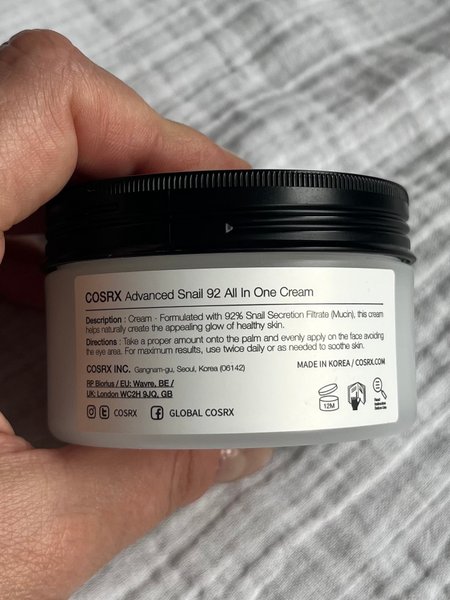 COSRX Advanced Snail 92 All In One Cream
Description : Cream - Formulated with 92% Snail Secretion Filtrate (Mucin), this cream
helps naturally create the appealing glow of healthy skin.
Directions : Take a proper amount onto the palm and evenly apply on the face avoiding
the eye area. For maximum results, use twice daily or as needed to soothe skin.
COSRX INC. Gangnam-gu, Seoul, Korea (06142)
MADE IN KOREA / COSRX.COM
RP Biorius / EU: Wavre, BE /
UK: London WC2H 9JQ, GB
12M
COSRX GLOBAL COSRX